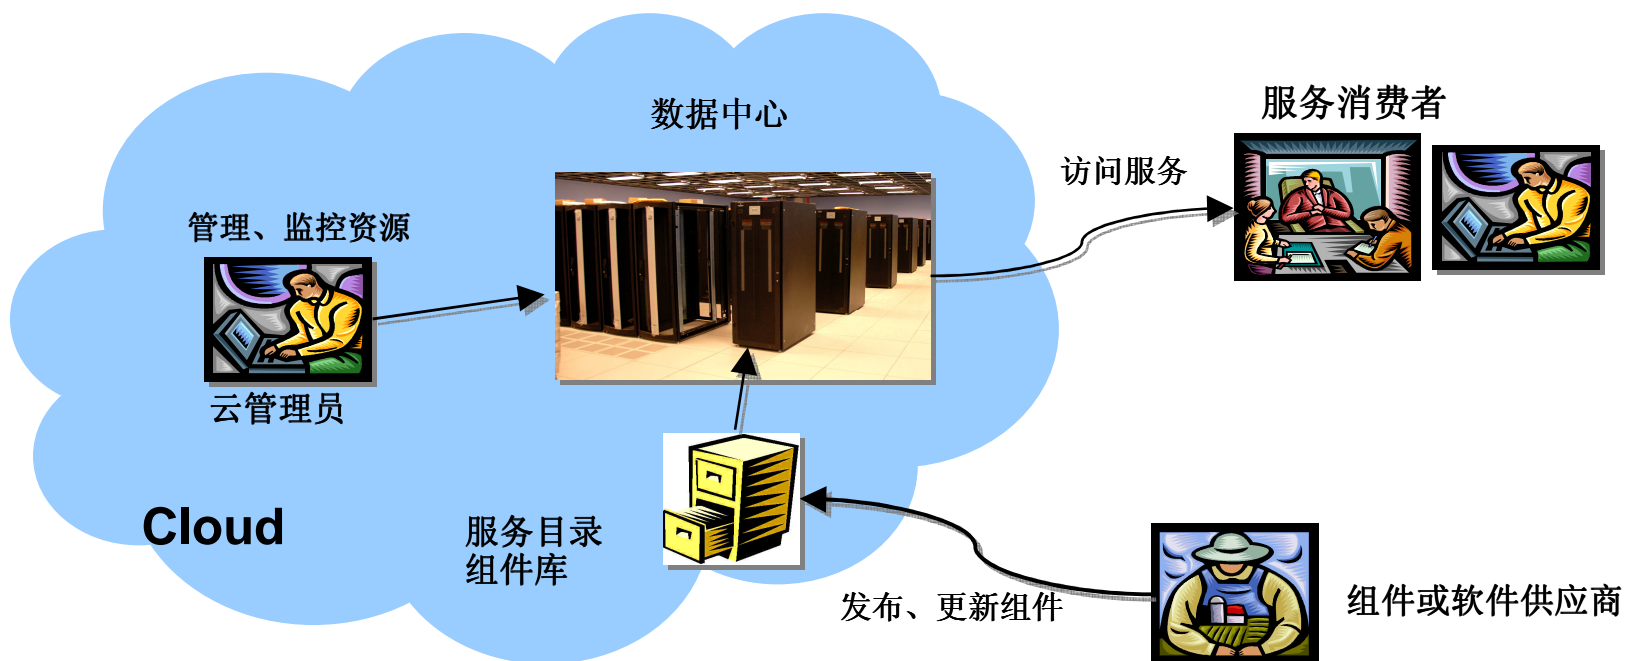 数据中心
服务消费者
访问服务
管理、监控资源
云管理员
Cloud
服务目录
组件库
发布、更新组件
组件或软件供应商